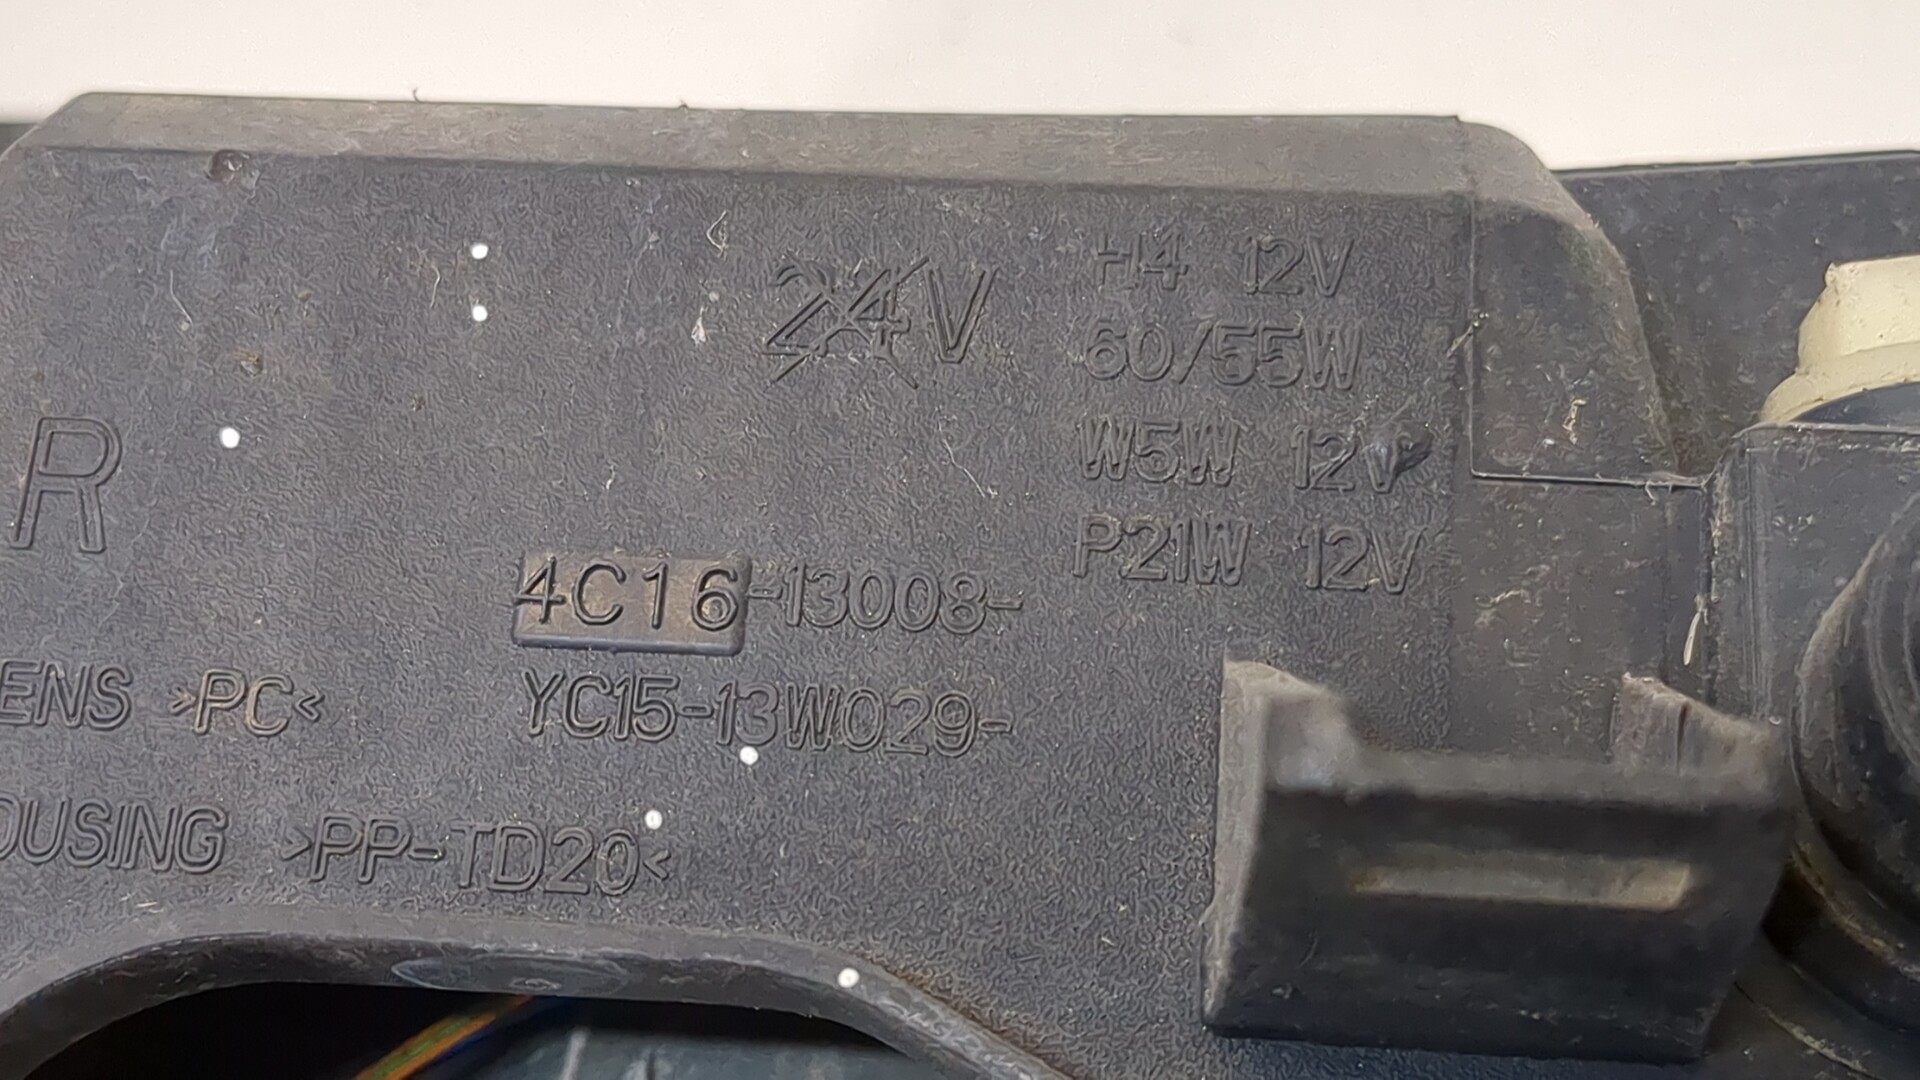 24V
H4 12V
60/55W
W5W 12V
P21W 12V
R
4C16-13008-
YC15-13W029-
ENS >PC<
OUSING >PP-TD20<